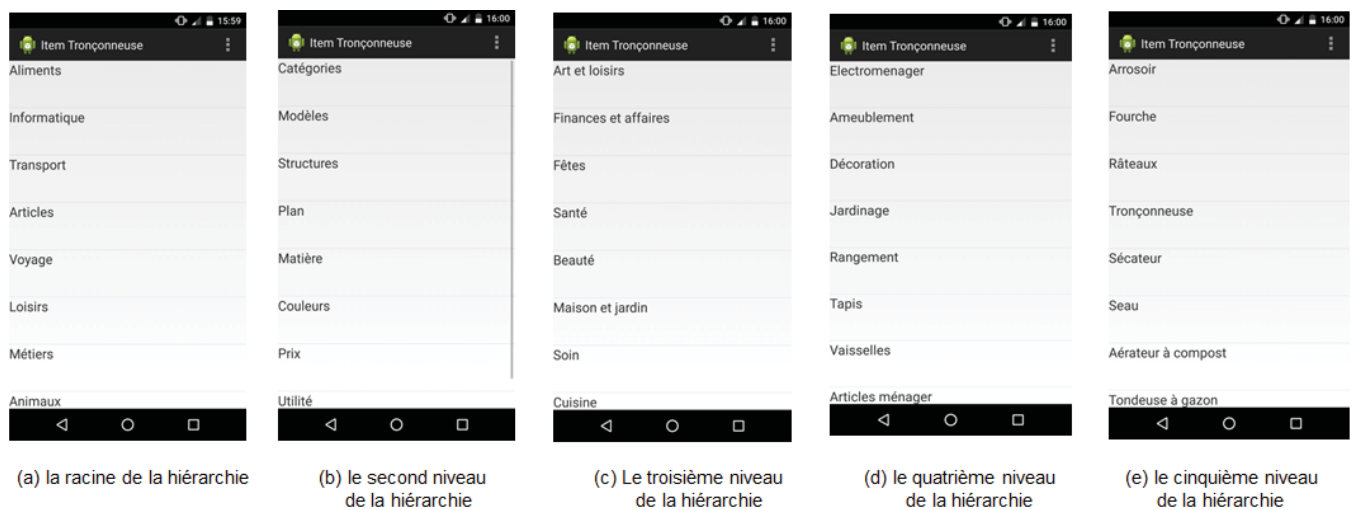 15:59
Item Tronçonneuse
Aliments
Informatique
Transport
Articles
Voyage
Loisirs
Métiers
Animaux
(a) la racine de la hiérarchie
16:00
Item Tronçonneuse
Catégories
Modèles
Structures
Plan
Matière
Couleurs
Prix
Utilité
(b) le second niveau
de la hiérarchie
16:00
Item Tronçonneuse
Art et loisirs
Finances et affaires
Fêtes
Santé
Beauté
Maison et jardin
Soin
Cuisine
(c) Le troisième niveau
de la hiérarchie
16:00
Item Tronçonneuse
Electromenager
Ameublement
Décoration
Jardinage
Rangement
Tapis
Vaisselles
Articles ménager
(d) le quatrième niveau
de la hiérarchie
16:00
Item Tronçonneuse
Arrosoir
Fourche
Râteaux
Tronçonneuse
Sécateur
Seau
Aérateur à compost
Tondeuse à gazon
(e) le cinquième niveau
de la hiérarchie